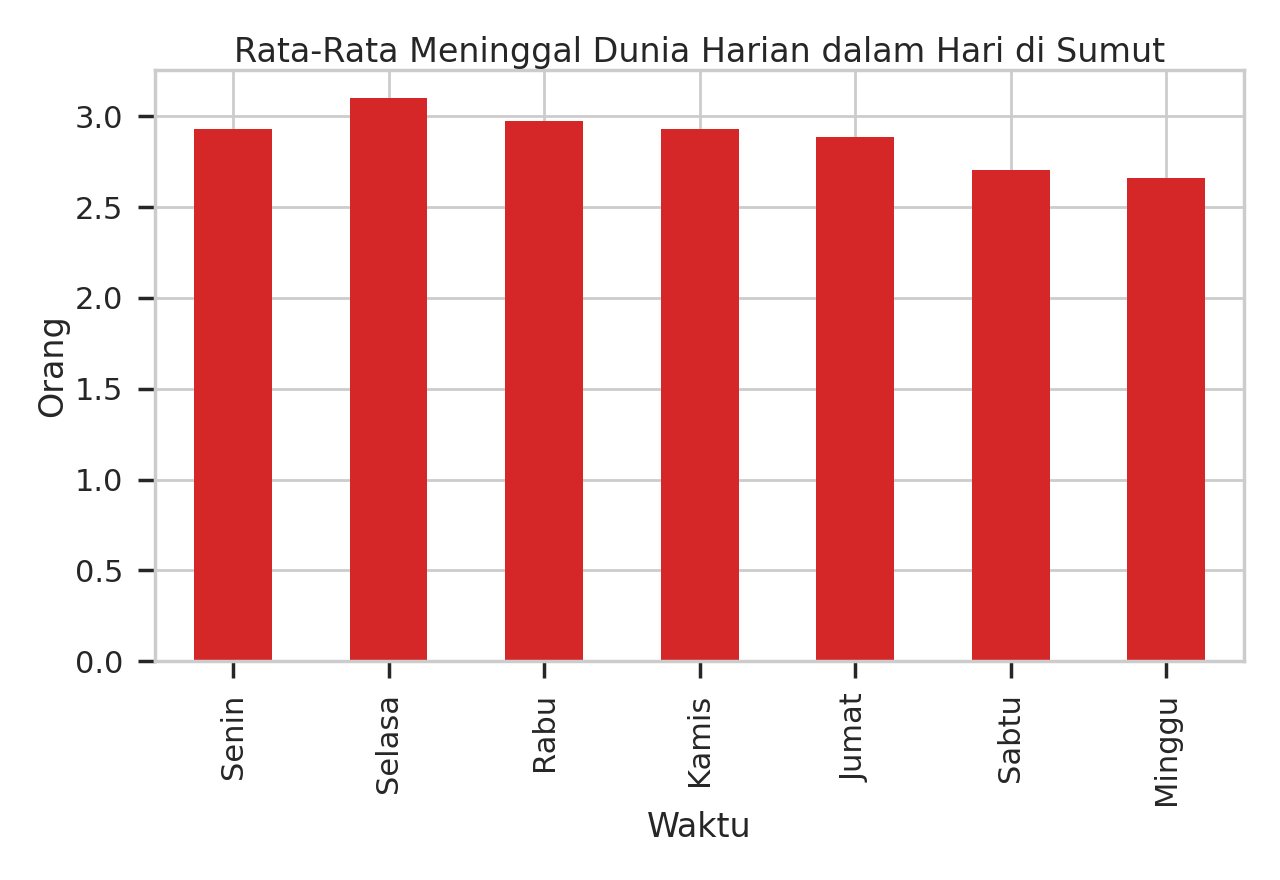 Rata-Rata Meninggal Dunia Harian dalam Hari di Sumut
Orang
3.0
2.5
2.0
1.5
1.0
0.5
0.0
Senin
Selasa
Rabu
Kamis
Jumat
Sabtu
Minggu
Waktu